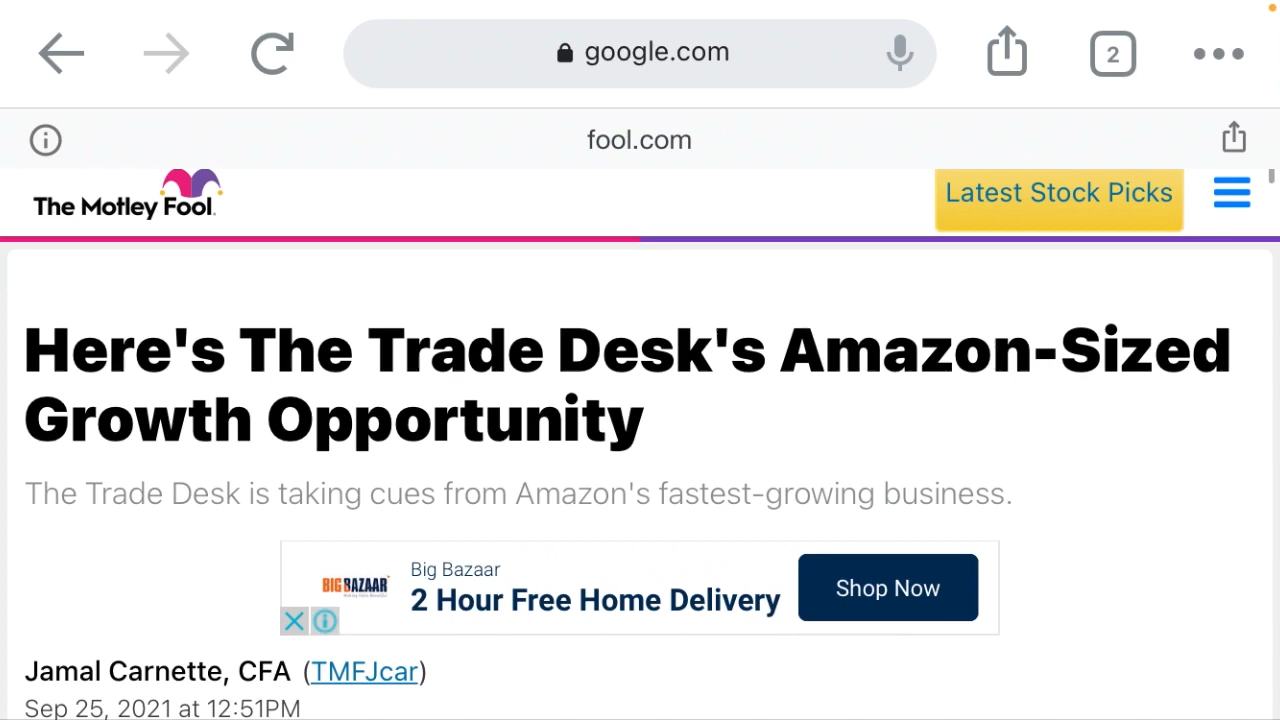 google.com
2
fool.com
The Motley Fool.
Latest Stock Picks
Here's The Trade Desk's Amazon-Sized
Growth Opportunity
The Trade Desk is taking cues from Amazon's fastest-growing business.
Big Bazaar
BIG BAZAAR
2 Hour Free Home Delivery
Shop Now
Jamal Carnette, CFA (TMFJcar)
Sep 25, 2021 at 12:51PM